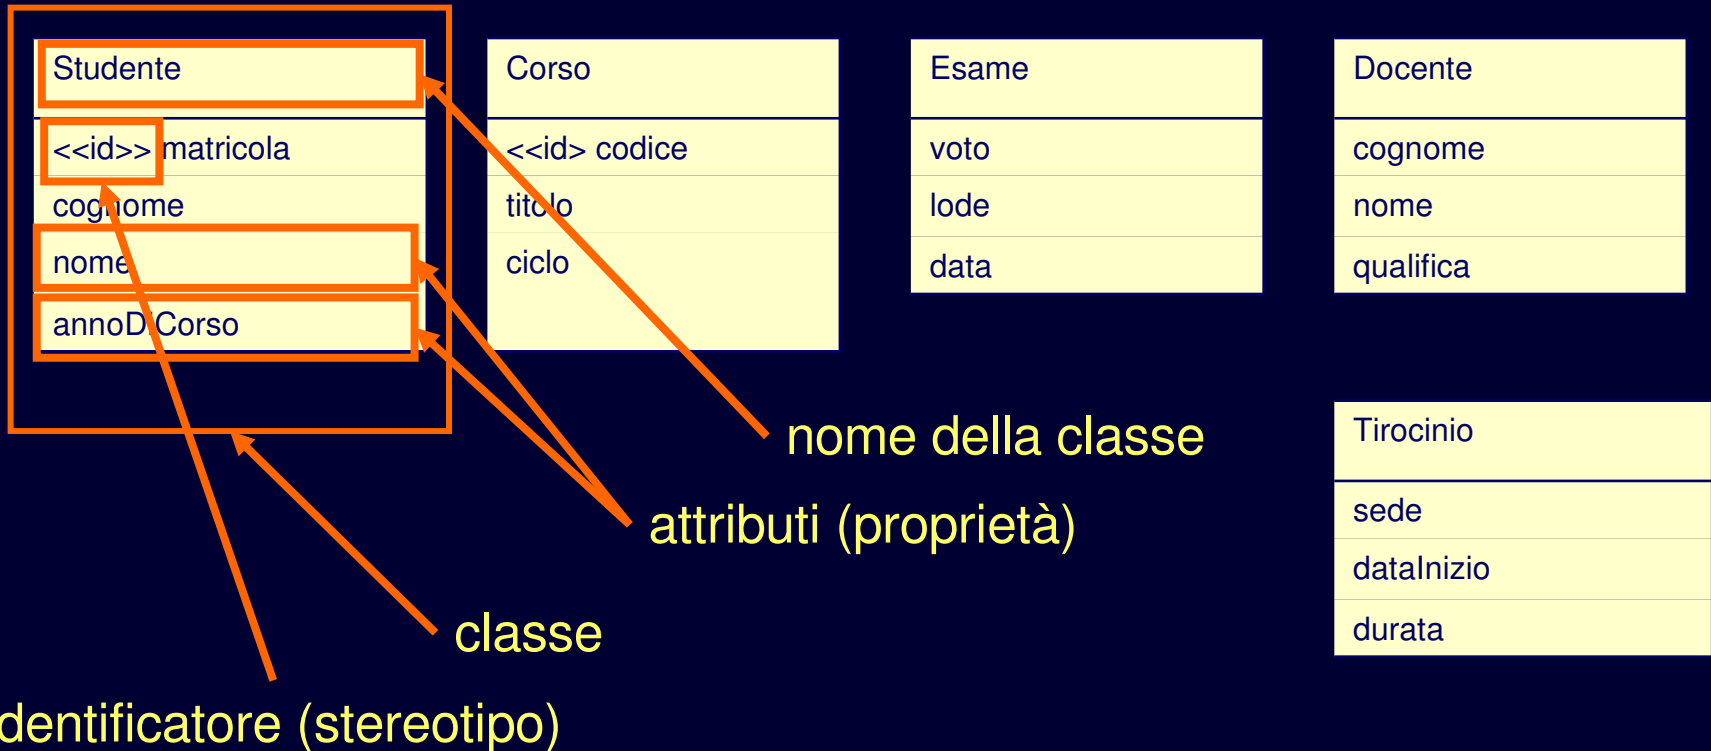 Studente
<<id>> matricola
cognome
nome
annoDiCorso
Corso
<<id> codice
titolo
ciclo
Esame
voto
lode
data
Docente
cognome
nome
qualifica
Tirocinio
sede
dataInizio
durata
nome della classe
attributi (proprietà)
classe
dentificatore (stereotipo)